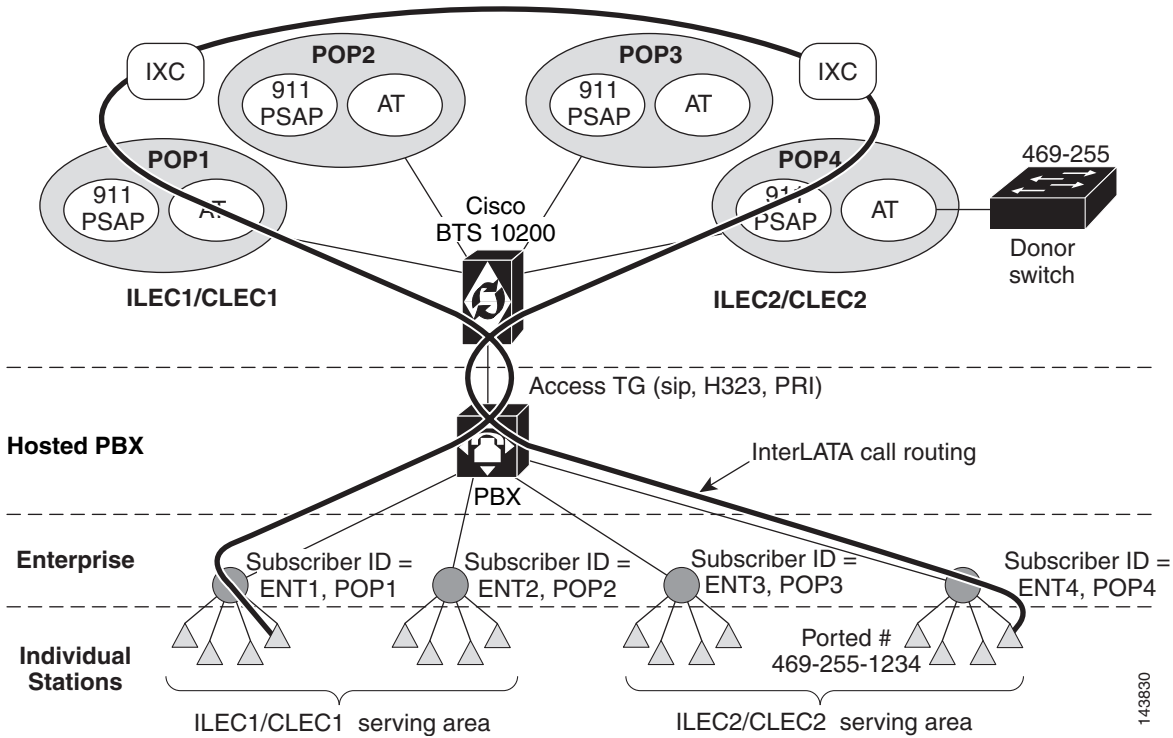 IXC
POP2
911
PSAP
AT
POP3
911
PSAP
AT
IXC
POP1
911
PSAP
AT
ILEC1/CLEC1
Cisco
BTS 10200
POP4
911
PSAP
AT
ILEC2/CLEC2
469-255
Donor
switch
Access TG (sip, H323, PRI)
Hosted PBX
InterLATA call routing
PBX
Enterprise
Subscriber ID =
ENT1, POP1
Subscriber ID =
ENT2, POP2
Subscriber ID =
ENT3, POP3
Subscriber ID =
ENT4, POP4
Individual
Stations
Ported #
469-255-1234
ILEC1/CLEC1 serving area
ILEC2/CLEC2 serving area
143830